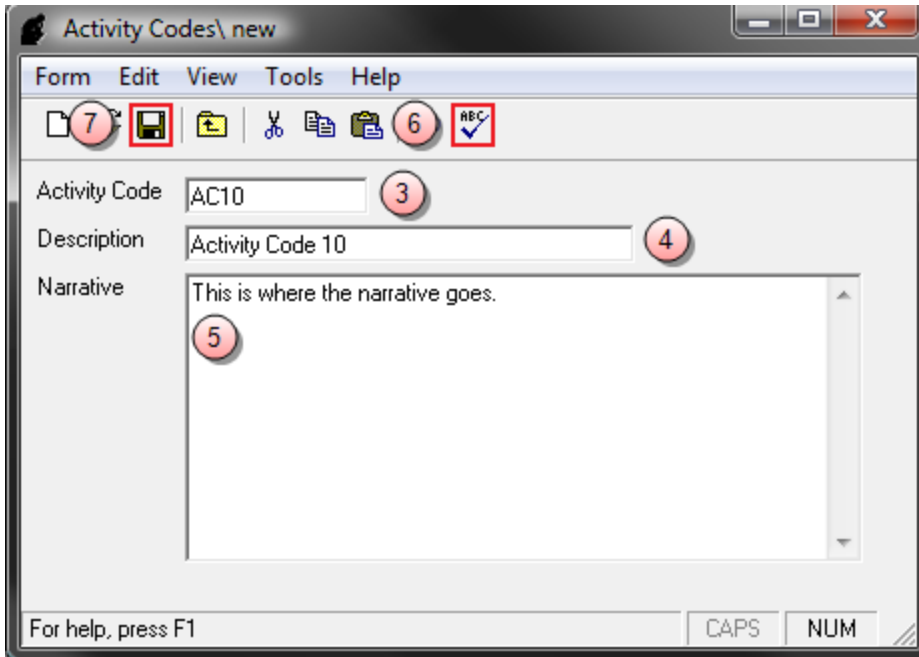 Activity Codes\ new
Form Edit View Tools Help
7 6 ABC
Activity Code AC10 3
Description Activity Code 10 4
Narrative This is where the narrative goes.
5
For help, press F1 CAPS NUM